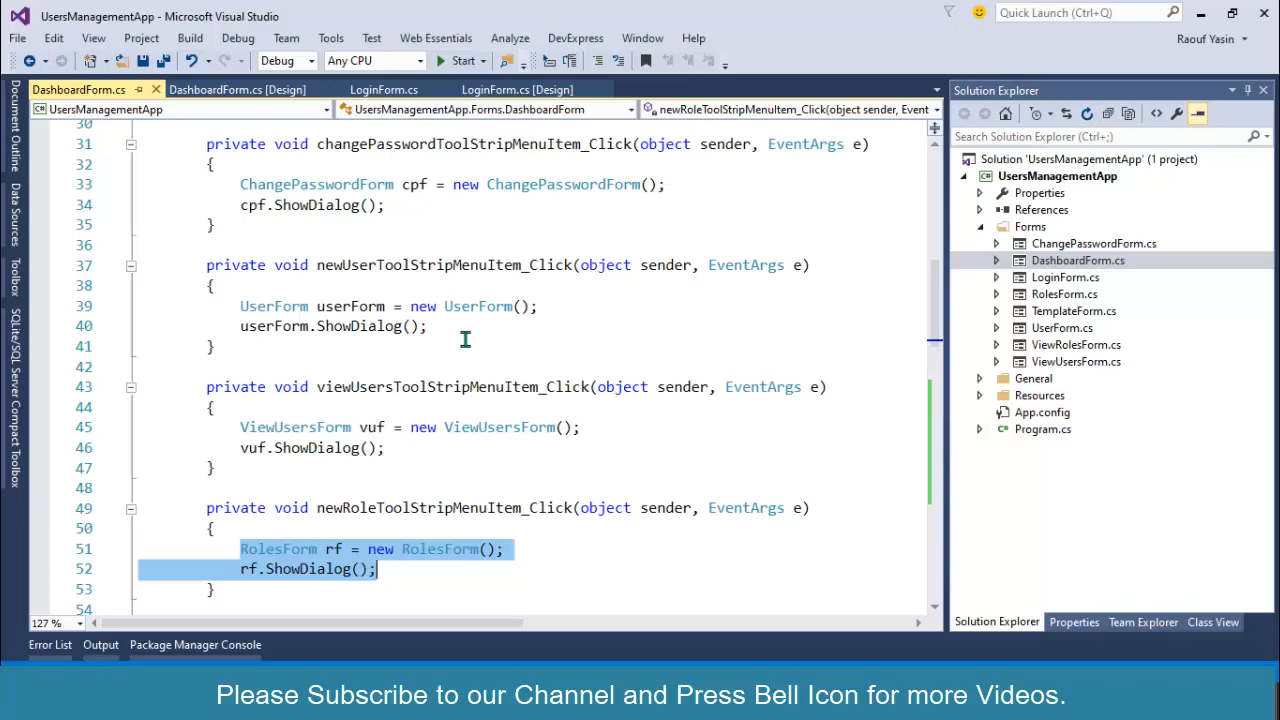 UsersManagementApp - Microsoft Visual Studio
Quick Launch (Ctrl+Q)
File Edit View Project Build Debug Team Tools Test Web Essentials Analyze DevExpress Window Help
Raouf Yasin
Debug Any CPU Start
DashboardForm.cs DashboardForm.cs [Design] LoginForm.cs LoginForm.cs [Design]
UsersManagementApp UsersManagementApp.Forms.DashboardForm newRoleToolStripMenuItem_Click(object sender, Event
Document Outline
Data Sources
Toolbox
SQLite/SQL Server Compact Toolbox
30
31 private void changePasswordToolStripMenuItem_Click(object sender, EventArgs e)
32 {
33 ChangePasswordForm cpf = new ChangePasswordForm();
34 cpf.ShowDialog();
35 }
36
37 private void newUserToolStripMenuItem_Click(object sender, EventArgs e)
38 {
39 UserForm userForm = new UserForm();
40 userForm.ShowDialog();
41 }
42
43 private void viewUsersToolStripMenuItem_Click(object sender, EventArgs e)
44 {
45 ViewUsersForm vuf = new ViewUsersForm();
46 vuf.ShowDialog();
47 }
48
49 private void newRoleToolStripMenuItem_Click(object sender, EventArgs e)
50 {
51 RolesForm rf = new RolesForm();
52 rf.ShowDialog();
53 }
54
127 %
Solution Explorer
Search Solution Explorer (Ctrl+;)
Solution 'UsersManagementApp' (1 project)
UsersManagementApp
Properties
References
Forms
ChangePasswordForm.cs
DashboardForm.cs
LoginForm.cs
RolesForm.cs
TemplateForm.cs
UserForm.cs
ViewRolesForm.cs
ViewUsersForm.cs
General
Resources
App.config
Program.cs
Solution Explorer Properties Team Explorer Class View
Error List Output Package Manager Console
Please Subscribe to our Channel and Press Bell Icon for more Videos.